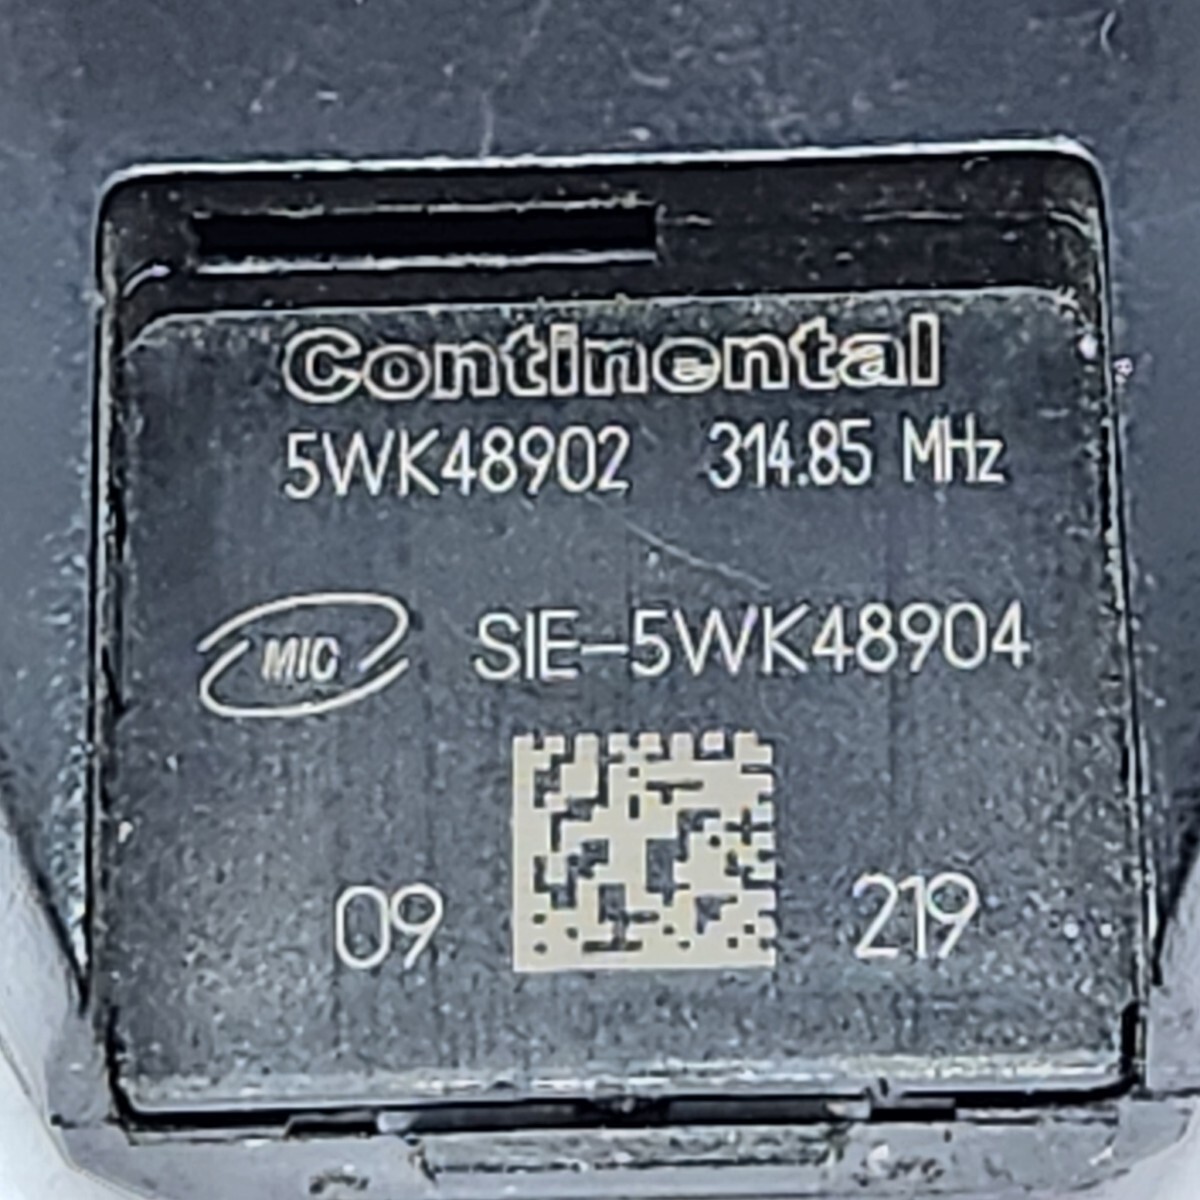 Continental
5WK48902 314.85 MHz
MIC SIE-5WK48904
09 219